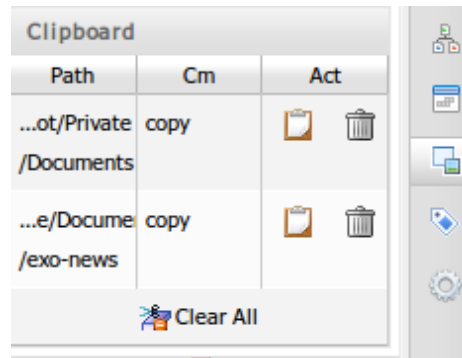 Clipboard
Path Cm Act
...ot/Private copy
/Documents
...e/Docume copy
/exo-news
Clear All